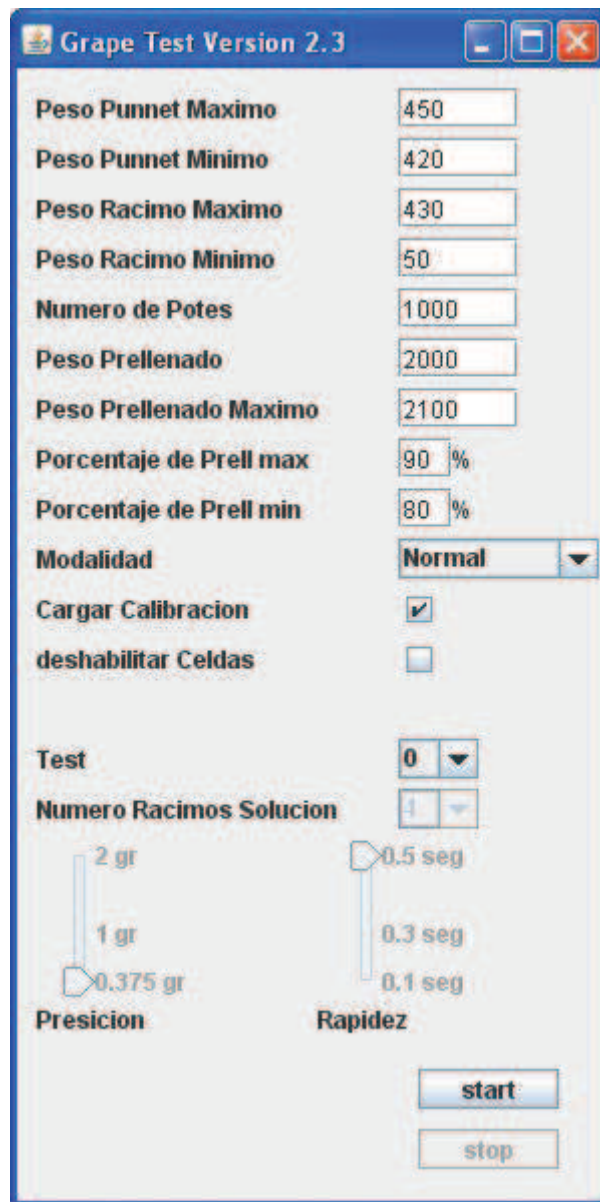 Grape Test Version 2.3
Peso Punnet Maximo 450
Peso Punnet Minimo 420
Peso Racimo Maximo 430
Peso Racimo Minimo 50
Numero de Potes 1000
Peso Prellenado 2000
Peso Prellenado Maximo 2100
Porcentaje de Prell max 90 %
Porcentaje de Prell min 80 %
Modalidad Normal
Cargar Calibracion
deshabilitar Celdas
Test 0
Numero Racimos Solucion 4
2 gr 0.5 seg
1 gr 0.3 seg
0.375 gr 0.1 seg
Presicion Rapidez
start
stop